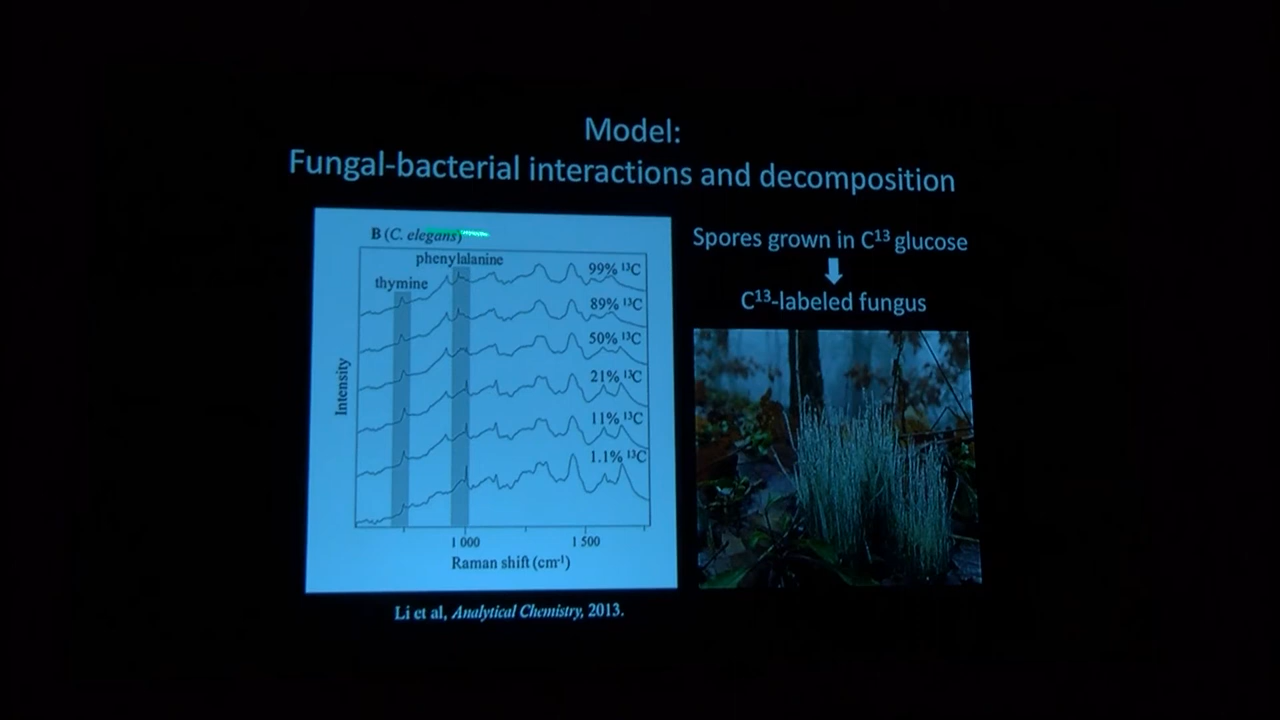 Model:
Fungal-bacterial interactions and decomposition
B (C. elegans)
phenylalanine
thymine
99% ¹³C
89% ¹³C
50% ¹³C
21% ¹³C
11% ¹³C
1.1% ¹³C
Intensity
1 000
1 500
Raman shift (cm⁻¹)
Li et al, Analytical Chemistry, 2013.
Spores grown in C¹³ glucose
C¹³-labeled fungus